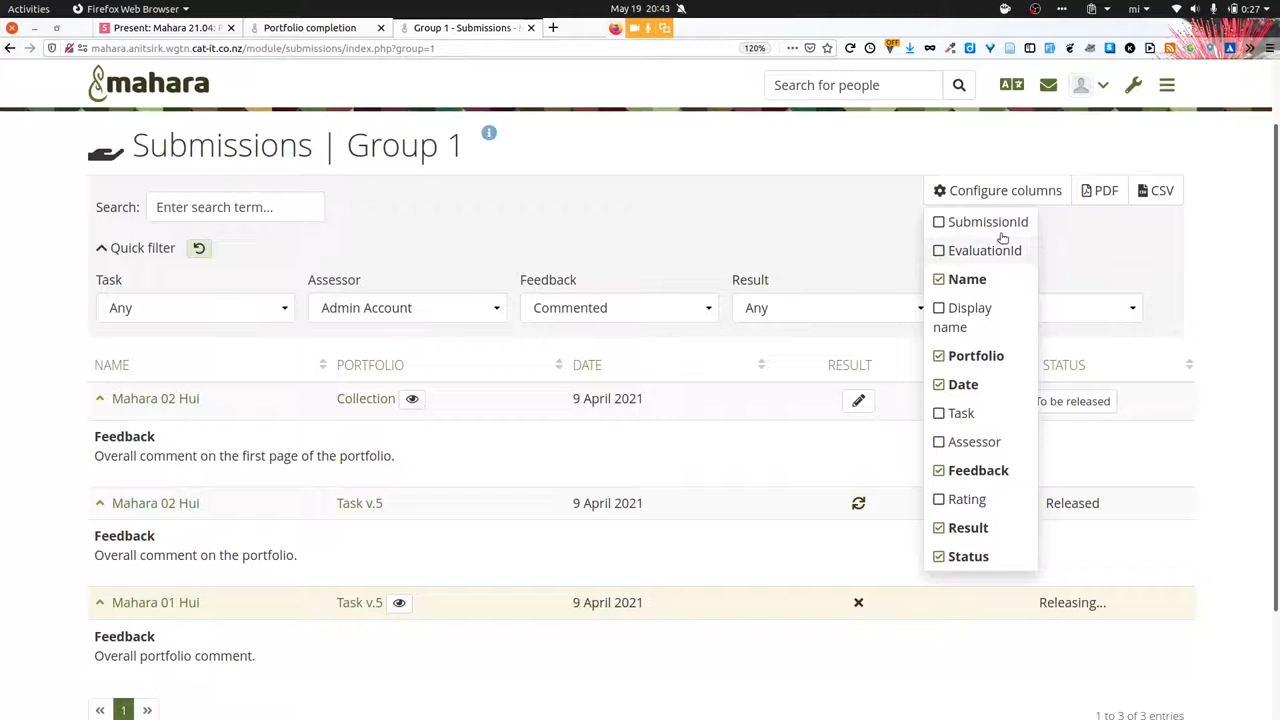 Activities
FireFox Web Browser
May 19 20:43
mi
0:27
Present: Mahara 21.04:
Portfolio completion
Group 1 - Submissions -
mahara.anitsirk.wgtn.cat-it.co.nz/module/submissions/index.php?group=1
120%
OFF
mahara
Search for people
Submissions | Group 1
Configure columns
PDF
CSV
Search:
Enter search term...
Quick filter
Task
Assessor
Feedback
Result
Any
Admin Account
Commented
Any
SubmissionId
EvaluationId
Name
Display name
Portfolio
Date
Task
Assessor
Feedback
Rating
Result
Status
NAME
PORTFOLIO
DATE
RESULT
STATUS
Mahara 02 Hui
Collection
9 April 2021
To be released
Feedback
Overall comment on the first page of the portfolio.
Mahara 02 Hui
Task v.5
9 April 2021
Released
Feedback
Overall comment on the portfolio.
Mahara 01 Hui
Task v.5
9 April 2021
Releasing...
Feedback
Overall portfolio comment.
«
1
»
1 to 3 of 3 entries